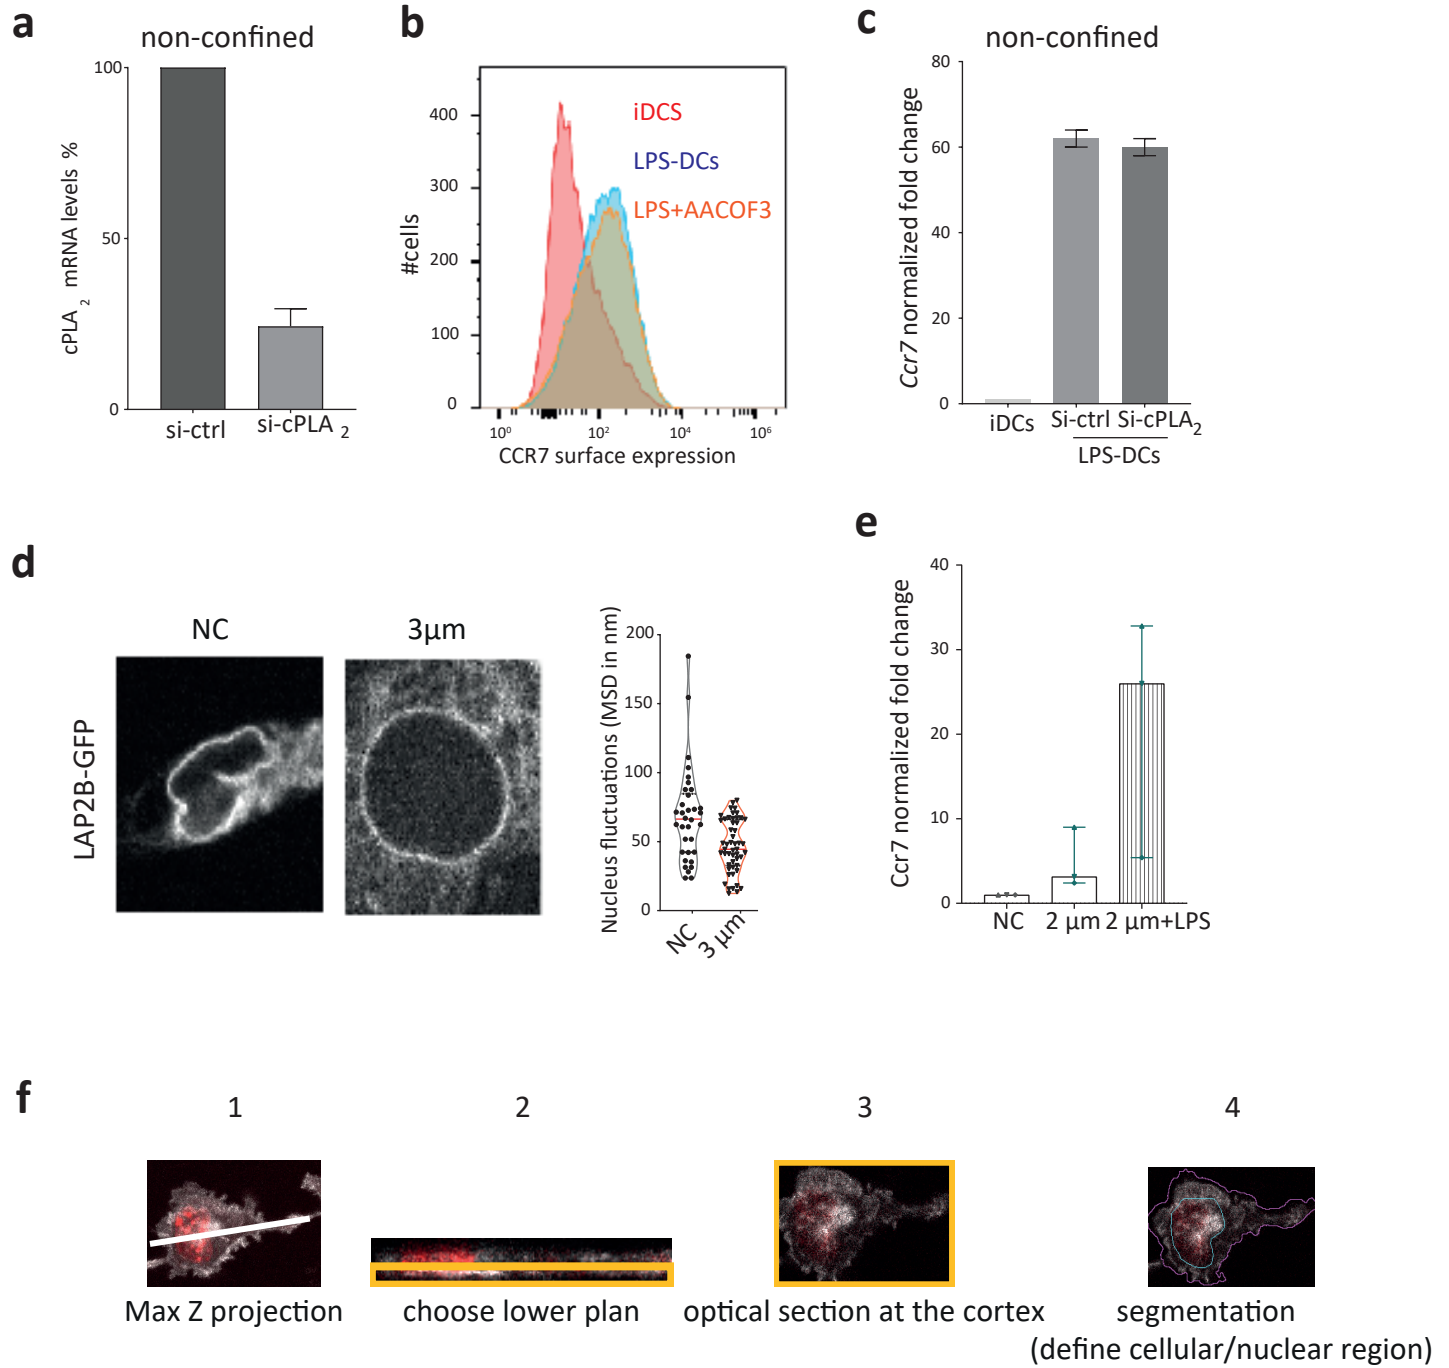 a
non-confined
cPLA2 mRNA levels %
100
50
0
si-ctrl
si-cPLA2
b
#cells
400
300
200
100
0
iDCS
LPS-DCs
LPS+AACOF3
10⁰ 10² 10⁴ 10⁶
CCR7 surface expression
c
non-confined
Ccr7 normalized fold change
80
60
40
20
0
iDCs Si-ctrl Si-cPLA2
LPS-DCs
d
NC 3µm
LAP2B-GFP
Nucleus fluctuations (MSD in nm)
200
150
100
50
0
NC
3 µm
e
Ccr7 normalized fold change
40
30
20
10
0
NC 2 µm 2 µm+LPS
f
1 2 3 4
Max Z projection
choose lower plan
optical section at the cortex
segmentation
(define cellular/nuclear region)